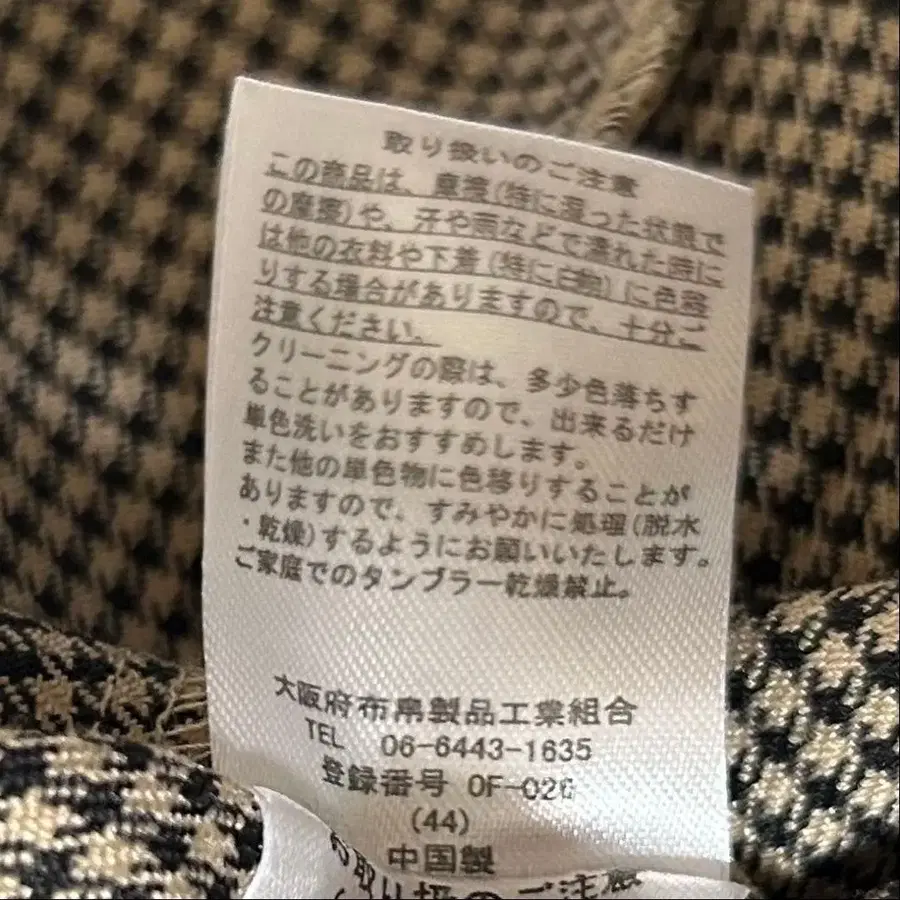 取り扱いのご注意
この商品は、摩擦(特に湿った状態で
の摩擦)や、汗や雨などで濡れた時に
は他の衣料や下着(特に白物)に色移
りする場合がありますので、十分ご
注意ください。
クリーニングの際は、多少色落ちす
ることがありますので、出来るだけ
単色洗いをおすすめします。
また他の単色物に色移りすることが
ありますので、すみやかに処理(脱水
・乾燥)するようにお願いいたします。
ご家庭でのタンブラー乾燥禁止。
大阪府布帛製品工業組合
TEL 06-6443-1635
登録番号 OF-026
(44)
中国製
お取り扱のご注意